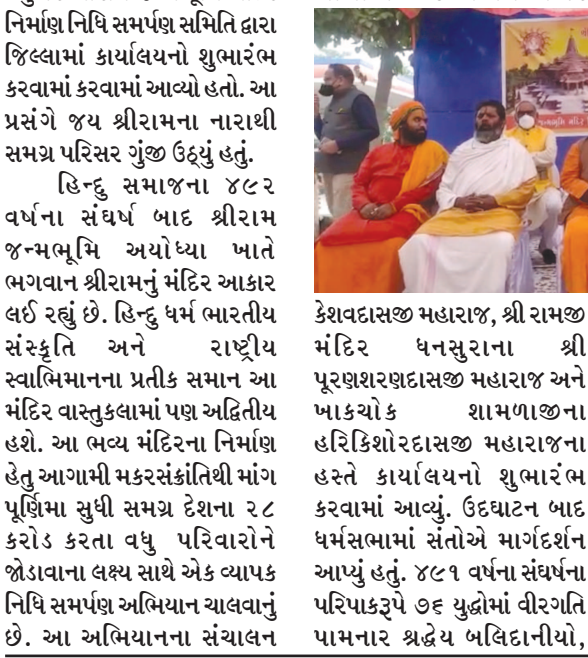 નિર્માણ નિધિ સમર્પણ સમિતિ દ્વારા
જિલ્લામાં કાર્યાલયનો શુભારંભ
કરવામાં કરવામાં આવ્યો હતો. આ
પ્રસંગે જય શ્રીરામના નારાથી
સમગ્ર પરિસર ગુંજી ઉઠ્યું હતું.
હિન્દુ સમાજના ૪૯૨
વર્ષના સંઘર્ષ બાદ શ્રીરામ
જન્મભૂમિ અયોધ્યા ખાતે
ભગવાન શ્રીરામનું મંદિર આકાર
લઈ રહ્યું છે. હિન્દુ ધર્મ ભારતીય
સંસ્કૃતિ અને રાષ્ટ્રીય
સ્વાભિમાનના પ્રતીક સમાન આ
મંદિર વાસ્તુકલામાં પણ અદ્વિતીય
હશે. આ ભવ્ય મંદિરના નિર્માણ
હેતુ આગામી મકરસંક્રાંતિથી માંગ
પૂર્ણિમા સુધી સમગ્ર દેશના ૨૮
કરોડ કરતા વધુ પરિવારોને
જોડાવાના લક્ષ્ય સાથે એક વ્યાપક
નિધિ સમર્પણ અભિયાન ચાલવાનું
છે. આ અભિયાનના સંચાલન
કેશવદાસજી મહારાજ, શ્રી રામજી
મંદિર ધનસુરાના શ્રી
પૂરણશરણદાસજી મહારાજ અને
ખાકચોક શામળાજીના
હરિકિશોરદાસજી મહારાજના
હસ્તે કાર્યાલયનો શુભારંભ
કરવામાં આવ્યું. ઉદઘાટન બાદ
ધર્મસભામાં સંતોએ માર્ગદર્શન
આપ્યું હતું. ૪૯૧ વર્ષના સંઘર્ષના
પરિપાકરૂપે ૭૬ યુદ્ધોમાં વીરગતિ
પામનાર શ્રદ્ધેય બલિદાનીયો,